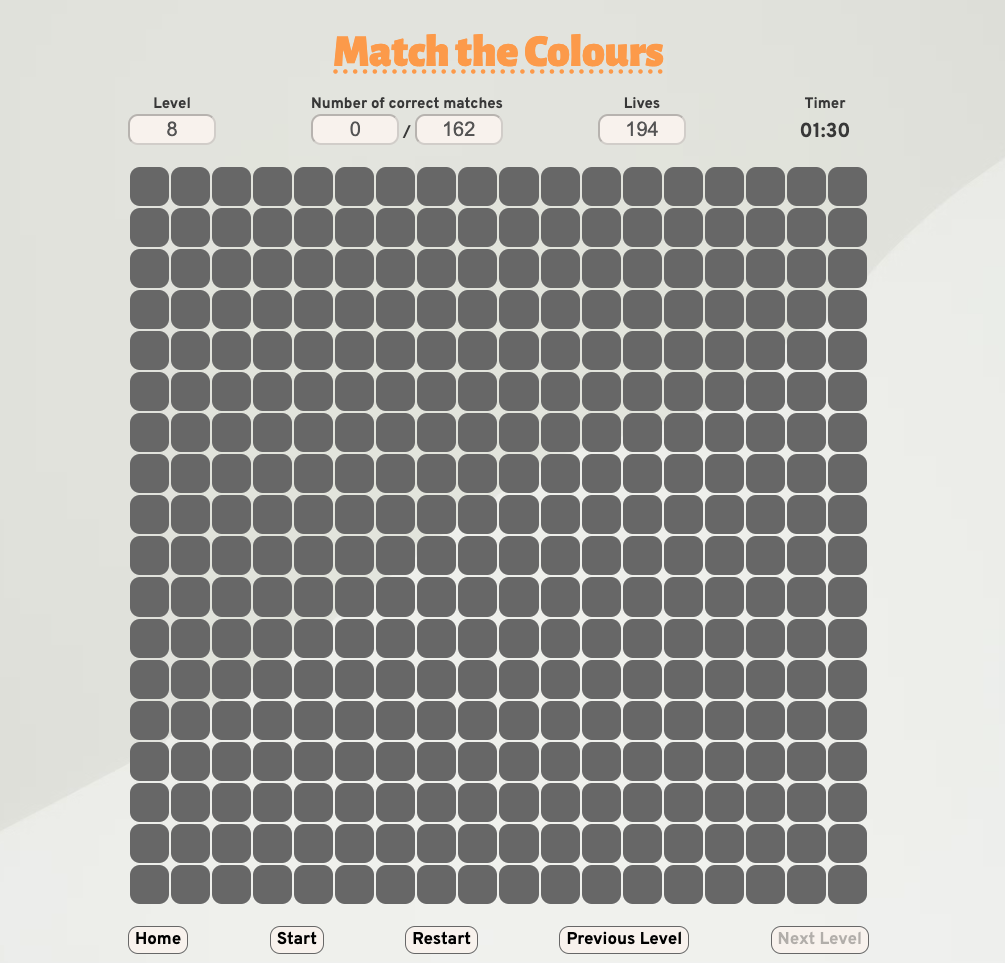 Match the Colours
Level Number of correct matches Lives Timer
8 0 / 162 194 01:30
Home Start Restart Previous Level Next Level